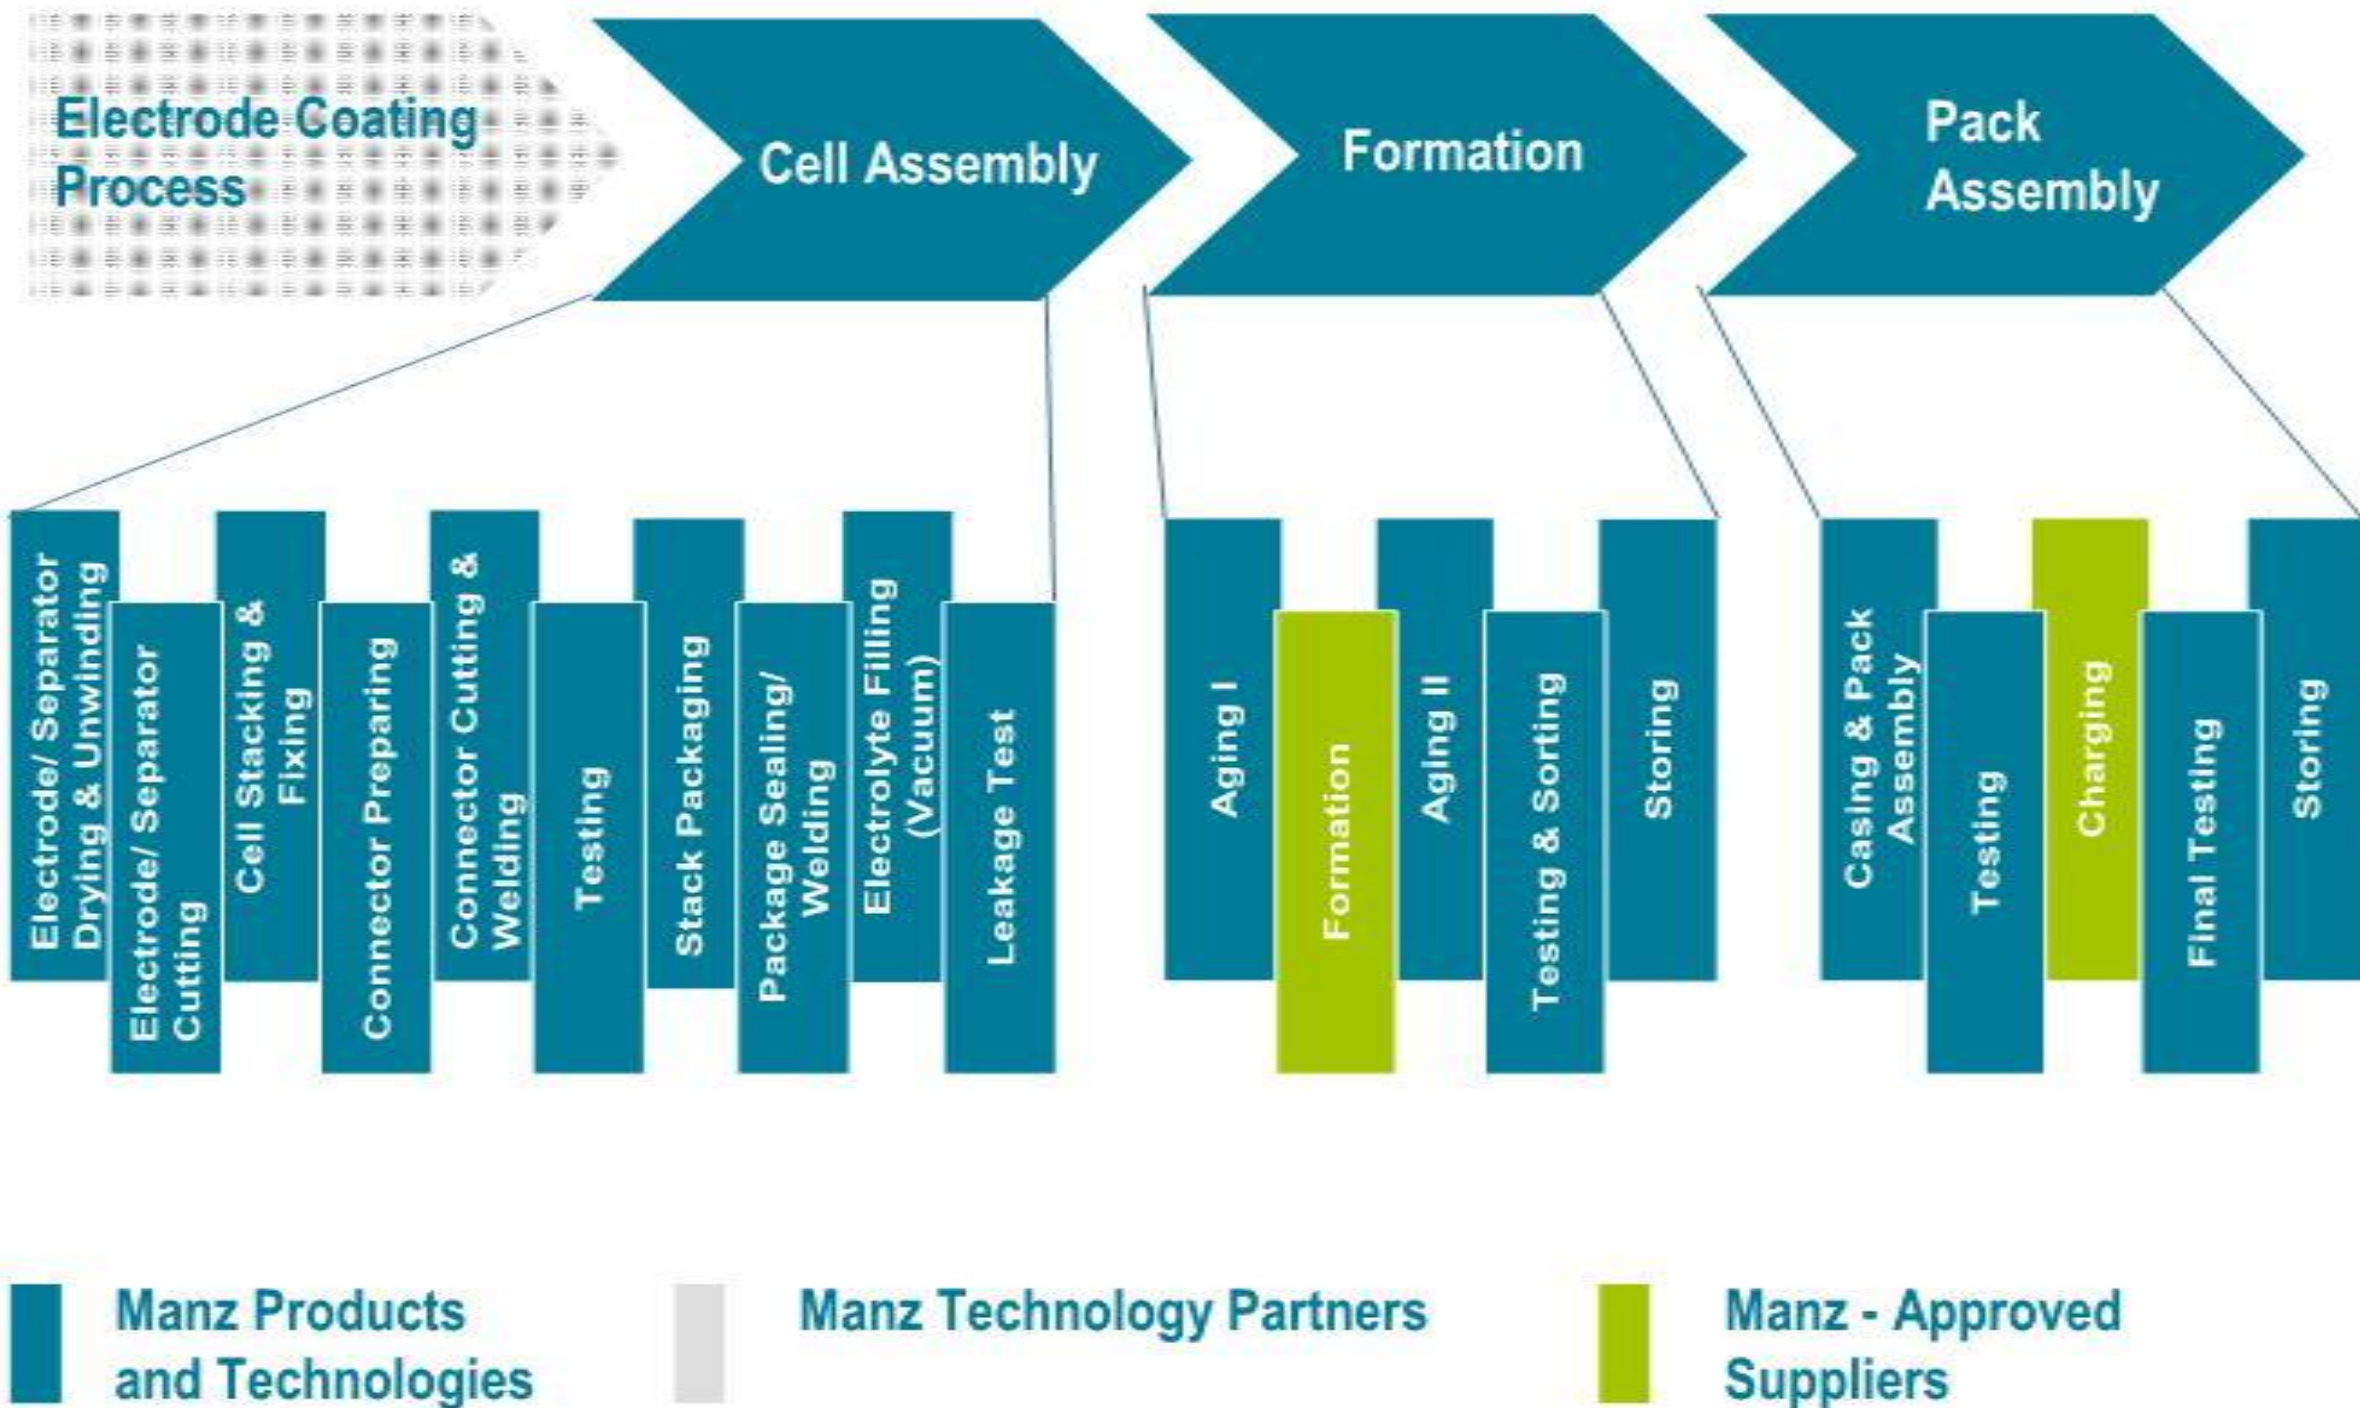 Electrode Coating
Process
Cell Assembly
Formation
Pack
Assembly
Electrode/ Separator
Drying & Unwinding
Electrode/ Separator
Cutting
Cell Stacking &
Fixing
Connector Preparing
Connector Cutting &
Welding
Testing
Stack Packaging
Package Sealing/
Welding
Electrolyte Filling
(Vacuum)
Leakage Test
Aging I
Formation
Aging II
Testing & Sorting
Storing
Casing & Pack
Assembly
Testing
Charging
Final Testing
Storing
Manz Products
and Technologies
Manz Technology Partners
Manz - Approved
Suppliers